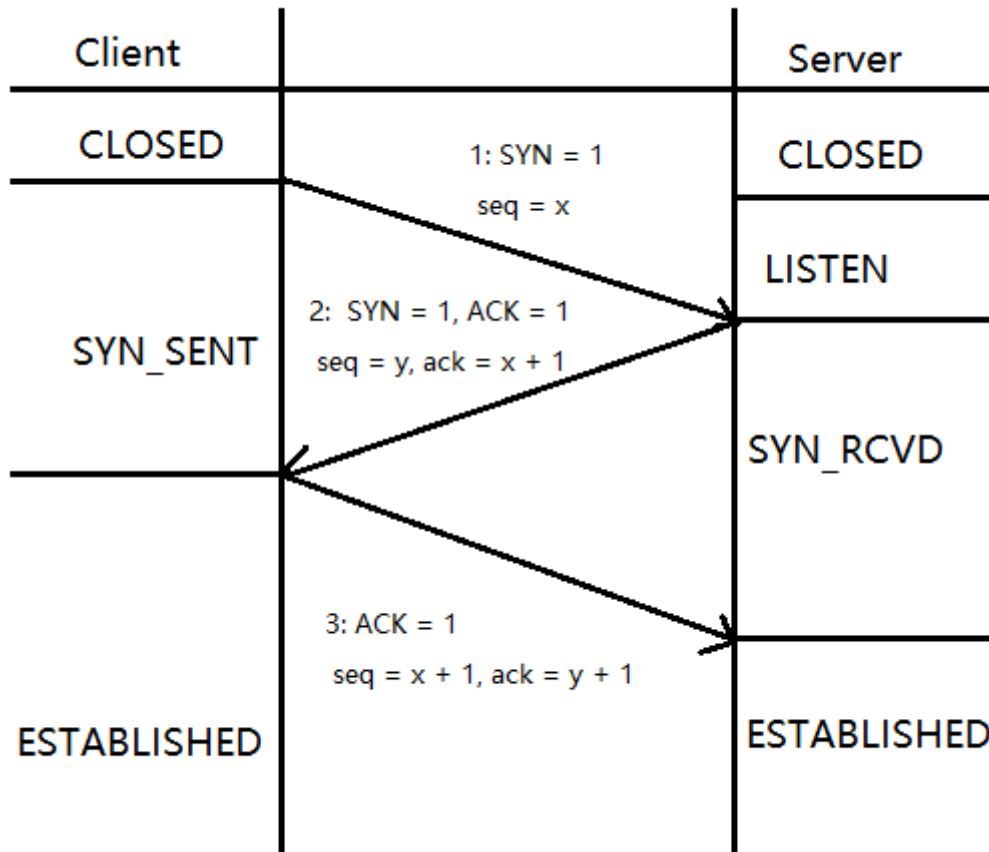 Client
Server
CLOSED
1: SYN = 1
CLOSED
seq = x
LISTEN
2: SYN = 1, ACK = 1
SYN_SENT
seq = y, ack = x + 1
SYN_RCVD
3: ACK = 1
seq = x + 1, ack = y + 1
ESTABLISHED
ESTABLISHED